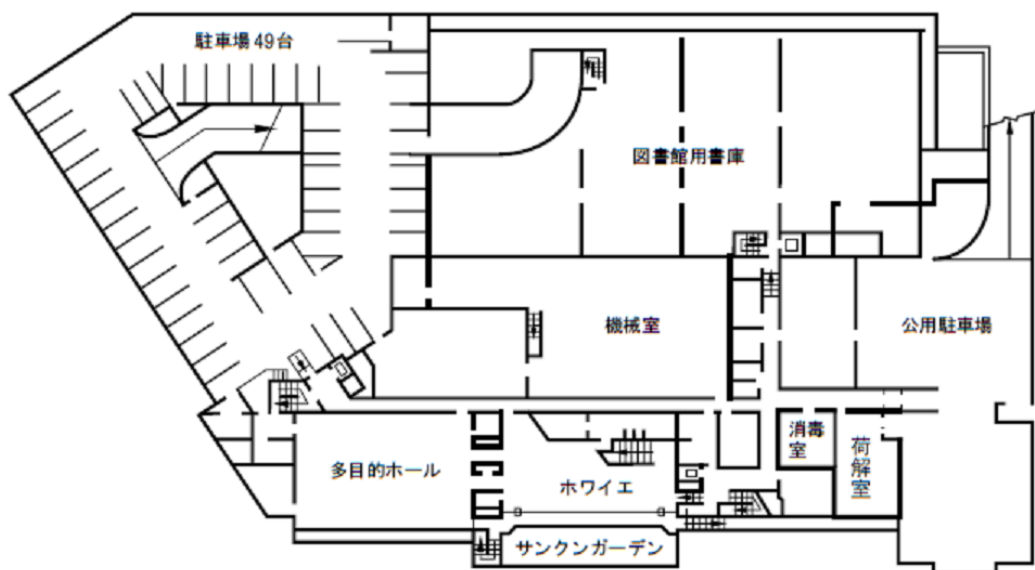 駐車場49台
図書館用書庫
機械室
公用駐車場
消毒
室
荷解室
多目的ホール
ホワイエ
サンクンガーデン